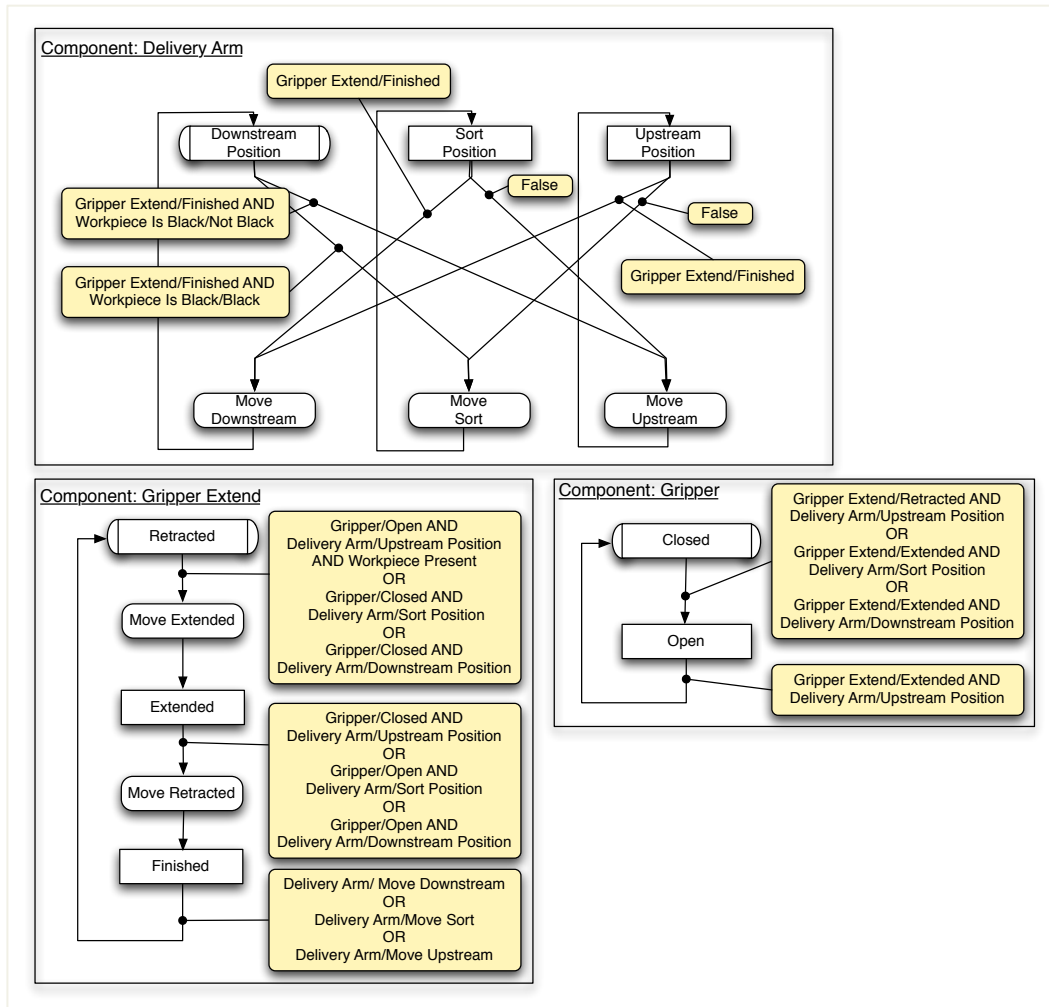 Component: Delivery Arm
Gripper Extend/Finished
Downstream
Position
Sort
Position
Upstream
Position
False
Gripper Extend/Finished AND
Workpiece Is Black/Not Black
False
Gripper Extend/Finished AND
Workpiece Is Black/Black
Gripper Extend/Finished
Move
Downstream
Move
Sort
Move
Upstream
Component: Gripper Extend
Retracted
Gripper/Open AND
Delivery Arm/Upstream Position
AND Workpiece Present
OR
Gripper/Closed AND
Delivery Arm/Sort Position
OR
Gripper/Closed AND
Delivery Arm/Downstream Position
Move Extended
Extended
Gripper/Closed AND
Delivery Arm/Upstream Position
OR
Gripper/Open AND
Delivery Arm/Sort Position
OR
Gripper/Open AND
Delivery Arm/Downstream Position
Move Retracted
Finished
Delivery Arm/ Move Downstream
OR
Delivery Arm/Move Sort
OR
Delivery Arm/Move Upstream
Component: Gripper
Closed
Gripper Extend/Retracted AND
Delivery Arm/Upstream Position
OR
Gripper Extend/Extended AND
Delivery Arm/Sort Position
OR
Gripper Extend/Extended AND
Delivery Arm/Downstream Position
Open
Gripper Extend/Extended AND
Delivery Arm/Upstream Position